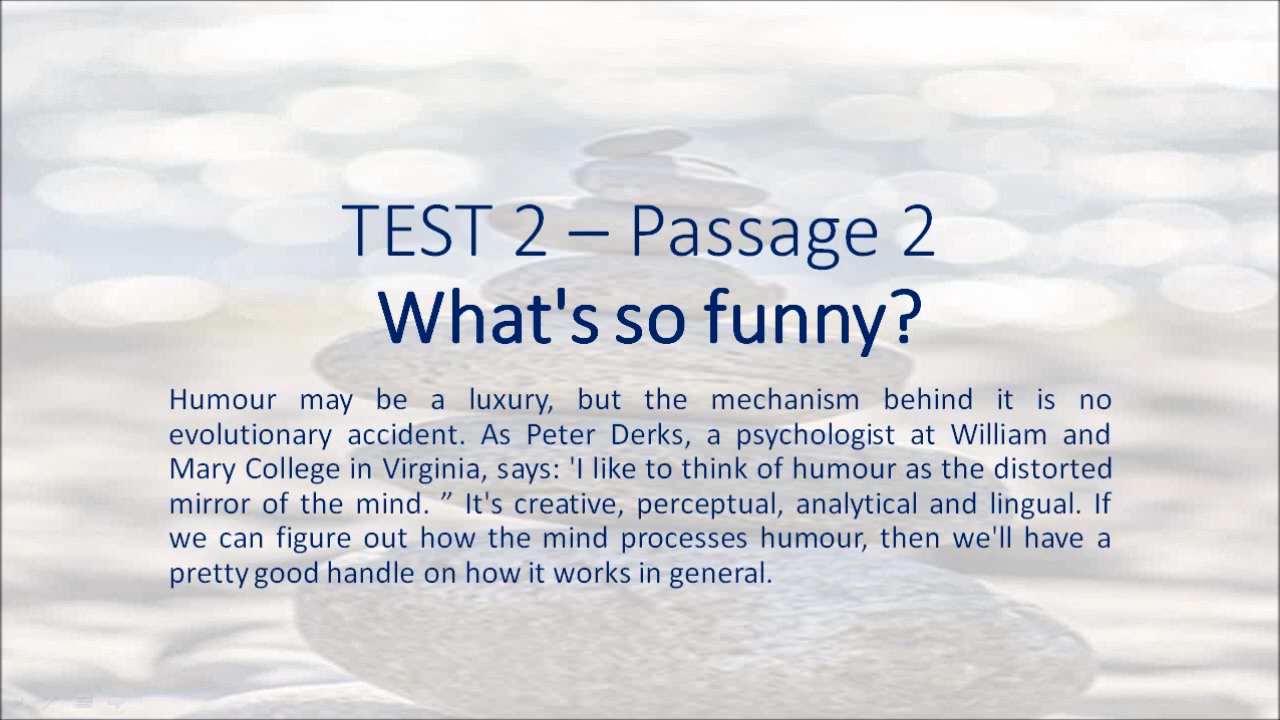 TEST 2 – Passage 2
What's so funny?
Humour may be a luxury, but the mechanism behind it is no
evolutionary accident. As Peter Derks, a psychologist at William and
Mary College in Virginia, says: 'I like to think of humour as the distorted
mirror of the mind. ” It's creative, perceptual, analytical and lingual. If
we can figure out how the mind processes humour, then we'll have a
pretty good handle on how it works in general.